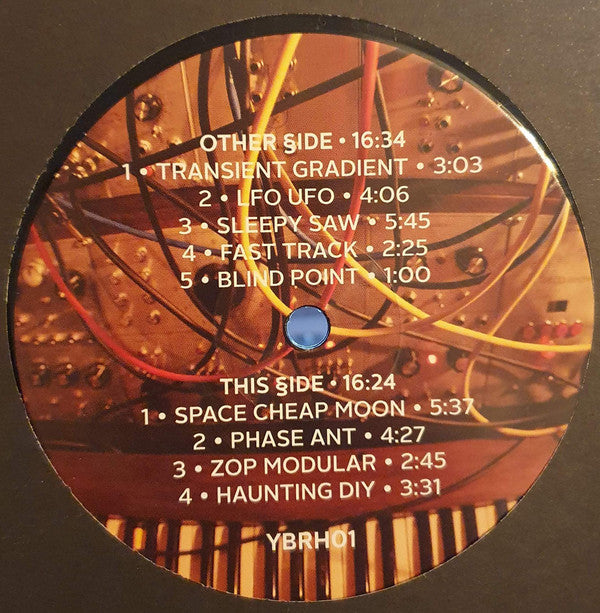 OTHER SIDE • 16:34
1 • TRANSIENT GRADIENT • 3:03
2 • LFO UFO • 4:06
3 • SLEEPY SAW • 5:45
4 • FAST TRACK • 2:25
5 • BLIND POINT • 1:00
THIS SIDE • 16:24
1 • SPACE CHEAP MOON • 5:37
2 • PHASE ANT • 4:27
3 • ZOP MODULAR • 2:45
4 • HAUNTING DIY • 3:31
YBRH01